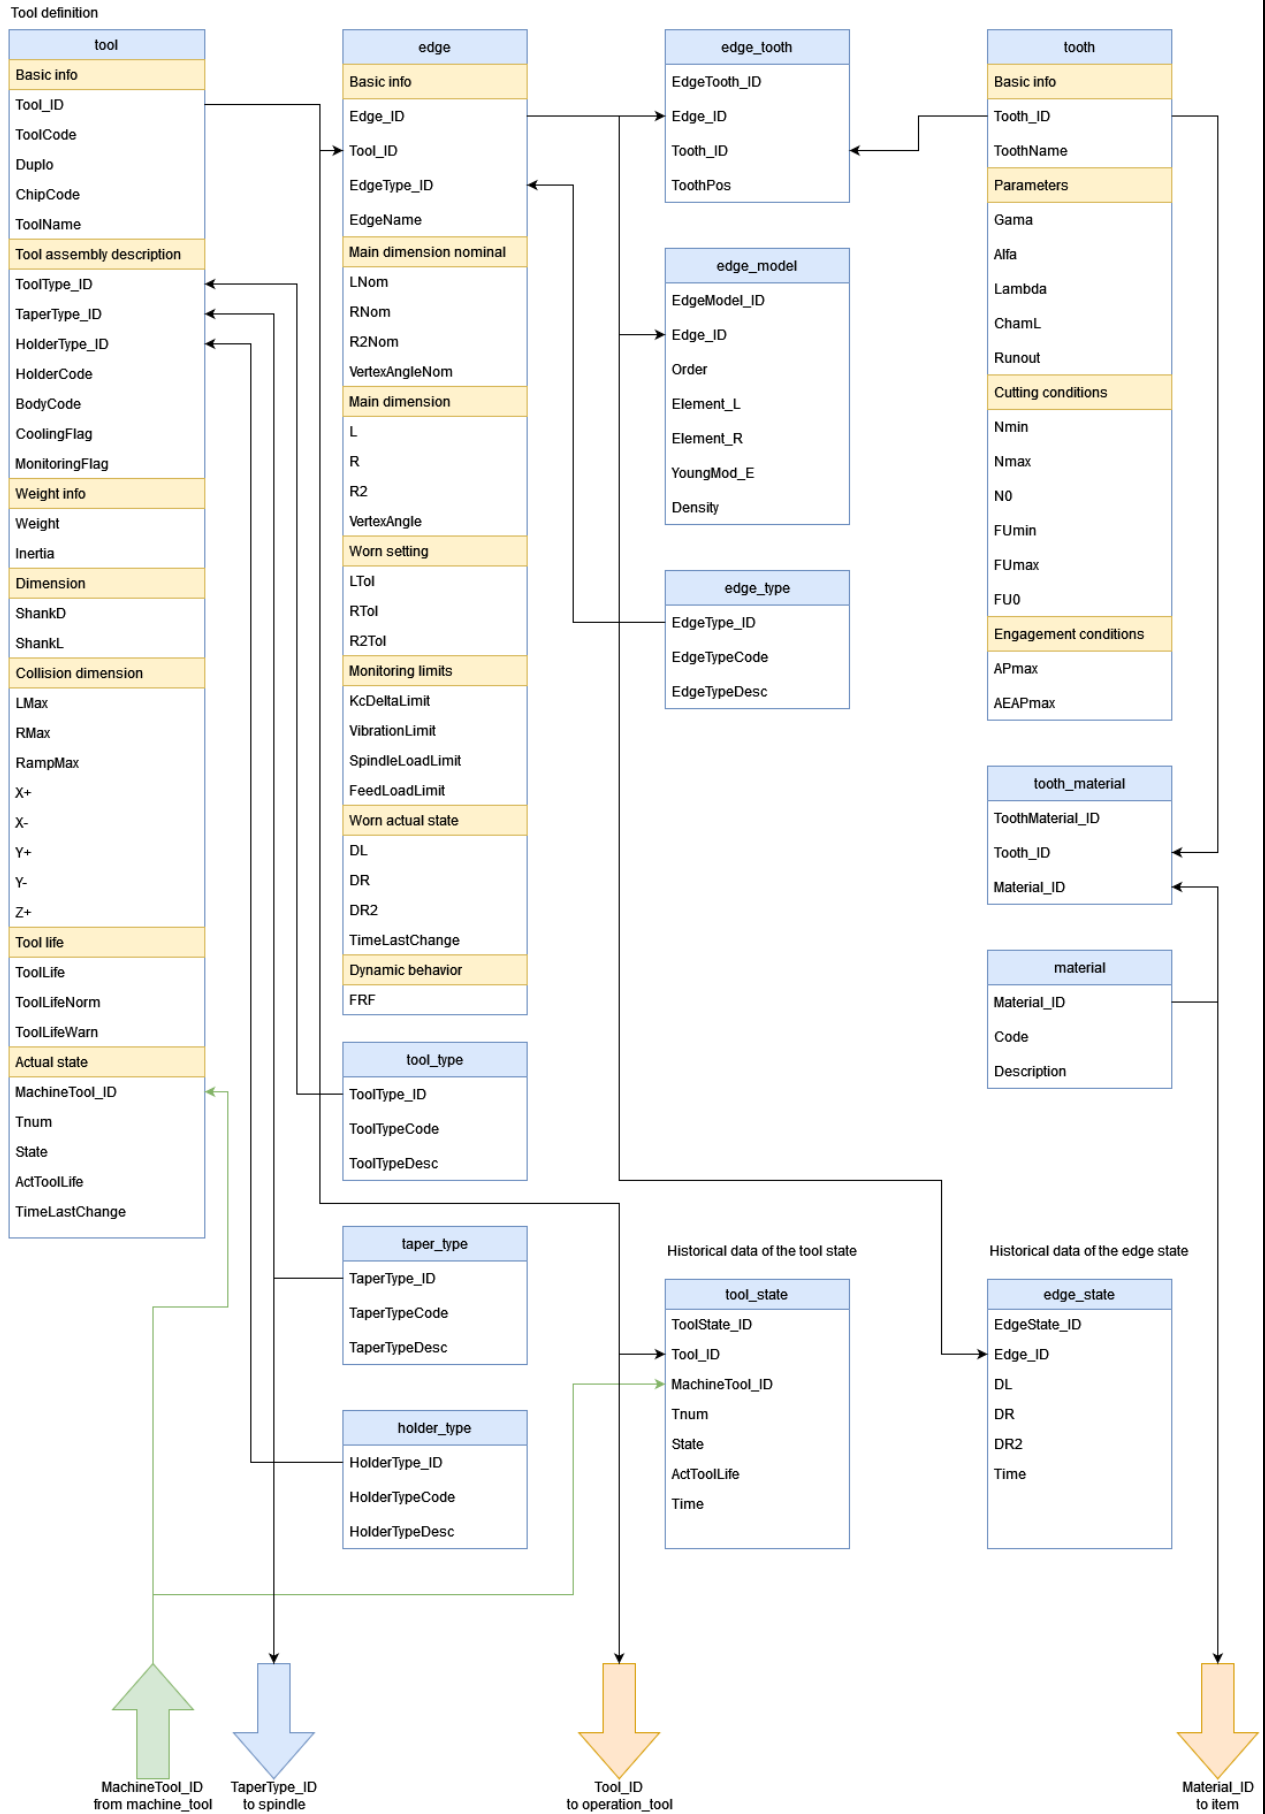 Tool definition
tool
Basic info
Tool_ID
ToolCode
Duplo
ChipCode
ToolName
Tool assembly description
ToolType_ID
TaperType_ID
HolderType_ID
HolderCode
BodyCode
CoolingFlag
MonitoringFlag
Weight info
Weight
Inertia
Dimension
ShankD
ShankL
Collision dimension
LMax
RMax
RampMax
X+
X-
Y+
Y-
Z+
Tool life
ToolLife
ToolLifeNorm
ToolLifeWarn
Actual state
MachineTool_ID
Tnum
State
ActToolLife
TimeLastChange
edge
Basic info
Edge_ID
Tool_ID
EdgeType_ID
EdgeName
Main dimension nominal
LNom
RNom
R2Nom
VertexAngleNom
Main dimension
L
R
R2
VertexAngle
Worn setting
LTol
RTol
R2Tol
Monitoring limits
KcDeltaLimit
VibrationLimit
SpindleLoadLimit
FeedLoadLimit
Worn actual state
DL
DR
DR2
TimeLastChange
Dynamic behavior
FRF
tool_type
ToolType_ID
ToolTypeCode
ToolTypeDesc
taper_type
TaperType_ID
TaperTypeCode
TaperTypeDesc
holder_type
HolderType_ID
HolderTypeCode
HolderTypeDesc
edge_tooth
EdgeTooth_ID
Edge_ID
Tooth_ID
ToothPos
edge_model
EdgeModel_ID
Edge_ID
Order
Element_L
Element_R
YoungMod_E
Density
edge_type
EdgeType_ID
EdgeTypeCode
EdgeTypeDesc
Historical data of the tool state
tool_state
ToolState_ID
Tool_ID
MachineTool_ID
Tnum
State
ActToolLife
Time
tooth
Basic info
Tooth_ID
ToothName
Parameters
Gama
Alfa
Lambda
ChamL
Runout
Cutting conditions
Nmin
Nmax
N0
FUmin
FUmax
FU0
Engagement conditions
APmax
AEAPmax
tooth_material
ToothMaterial_ID
Tooth_ID
Material_ID
material
Material_ID
Code
Description
Historical data of the edge state
edge_state
EdgeState_ID
Edge_ID
DL
DR
DR2
Time
MachineTool_ID
from machine_tool
TaperType_ID
to spindle
Tool_ID
to operation_tool
Material_ID
to item